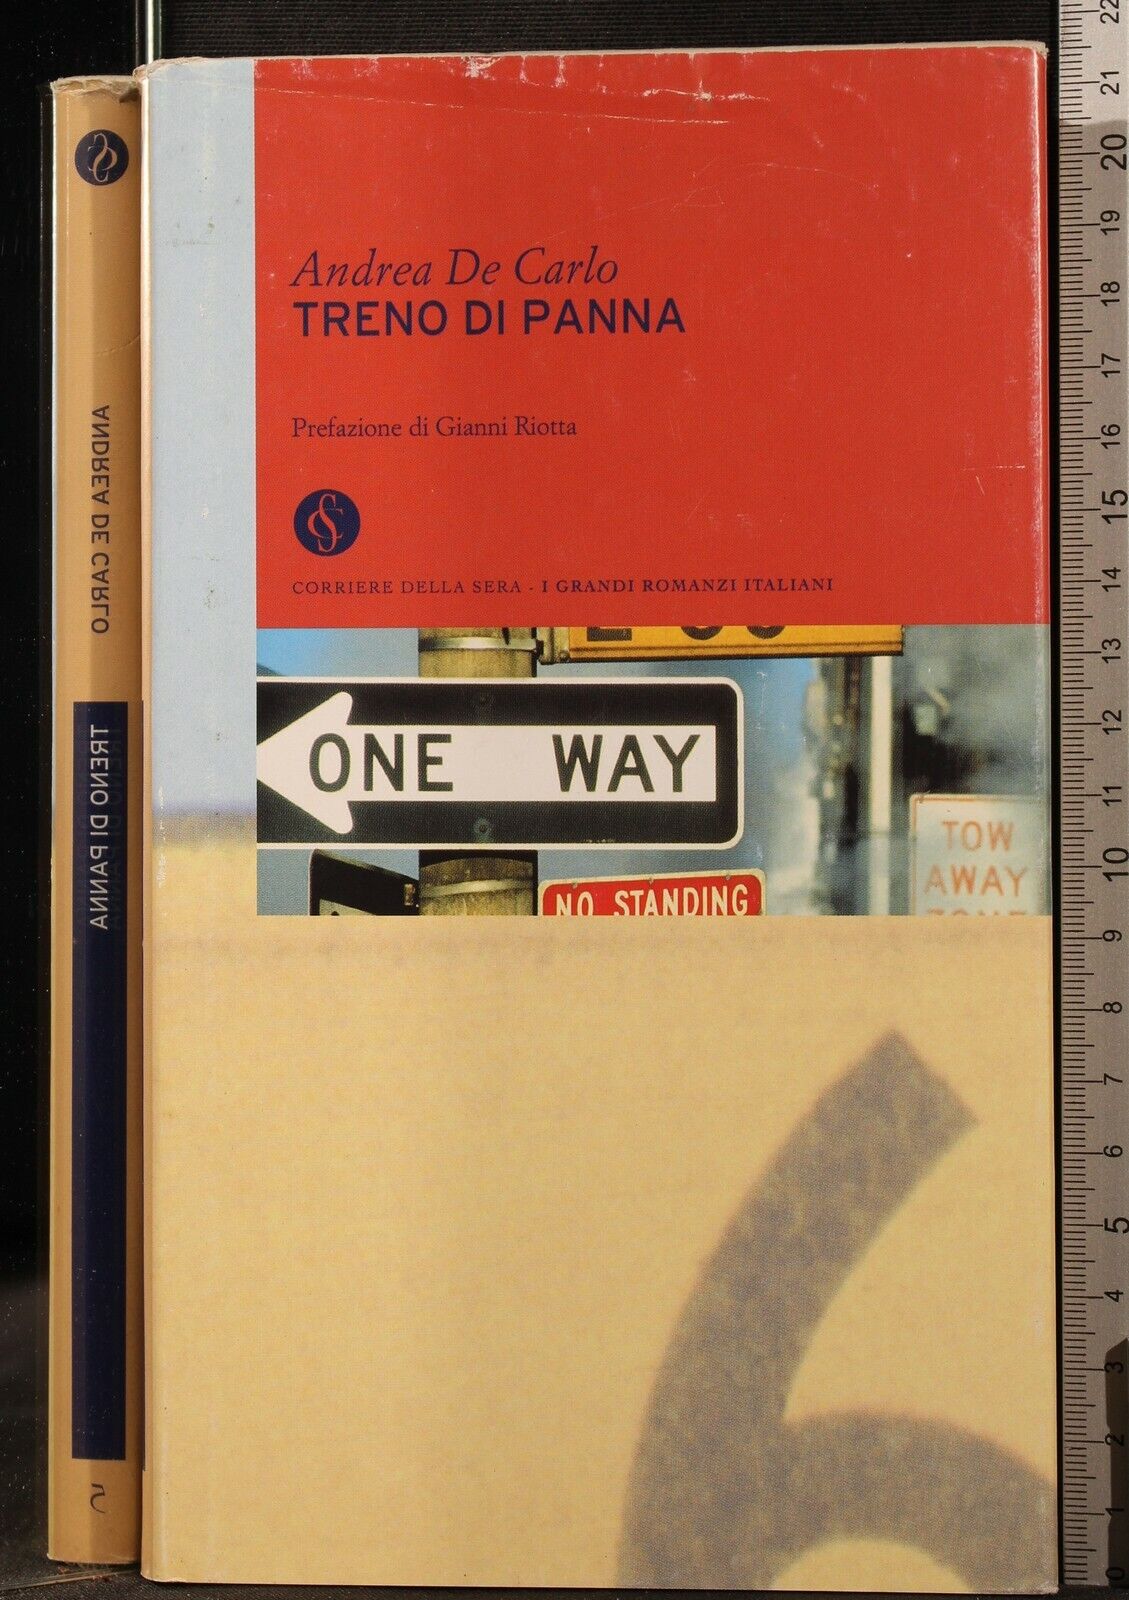 Andrea De Carlo
TRENO DI PANNA
Prefazione di Gianni Riotta
CORRIERE DELLA SERA - I GRANDI ROMANZI ITALIANI
ONE WAY
NO STANDING
TOW
AWAY
ZONE
ANDREA DE CARLO
TRENO DI PANNA
22
21
20
19
18
17
16
15
14
13
12
11
10
9
8
7
6
5
4
3
2
1
0